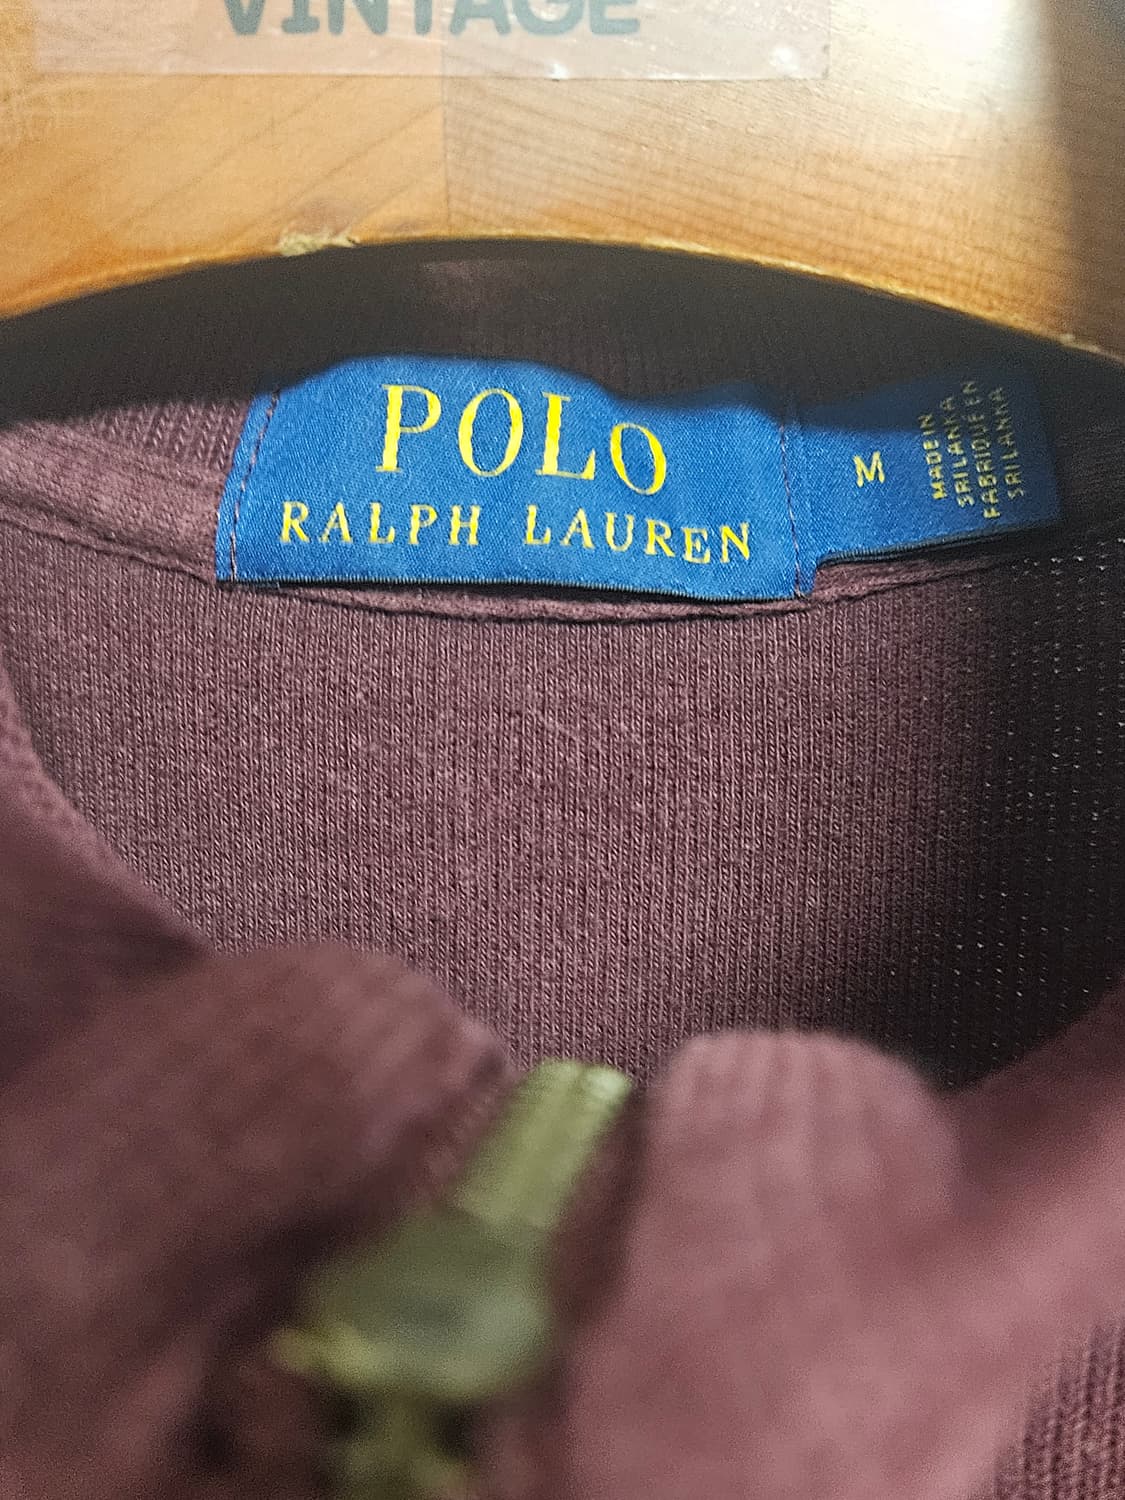 VINTAGE
POLO
RALPH LAUREN
M
MADE IN
SRI LANKA
FABRIQUÉ EN
SRI LANKA